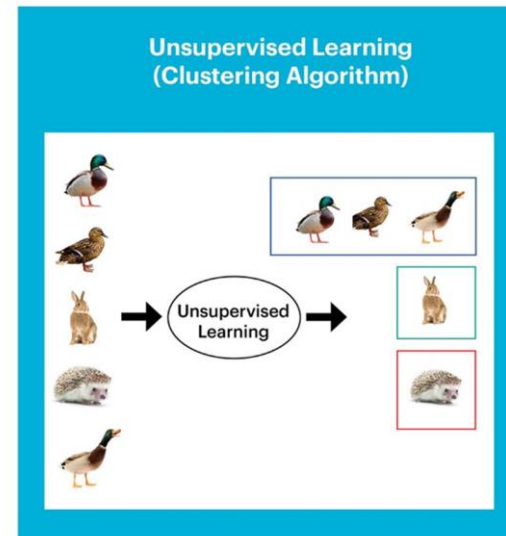 Unsupervised Learning
(Clustering Algorithm)
Unsupervised
Learning